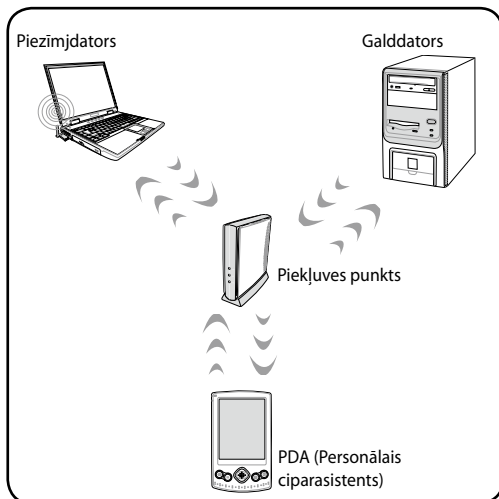 Piezīmjdators
Galddators
Piekļuves punkts
PDA (Personālais
ciparasistents)